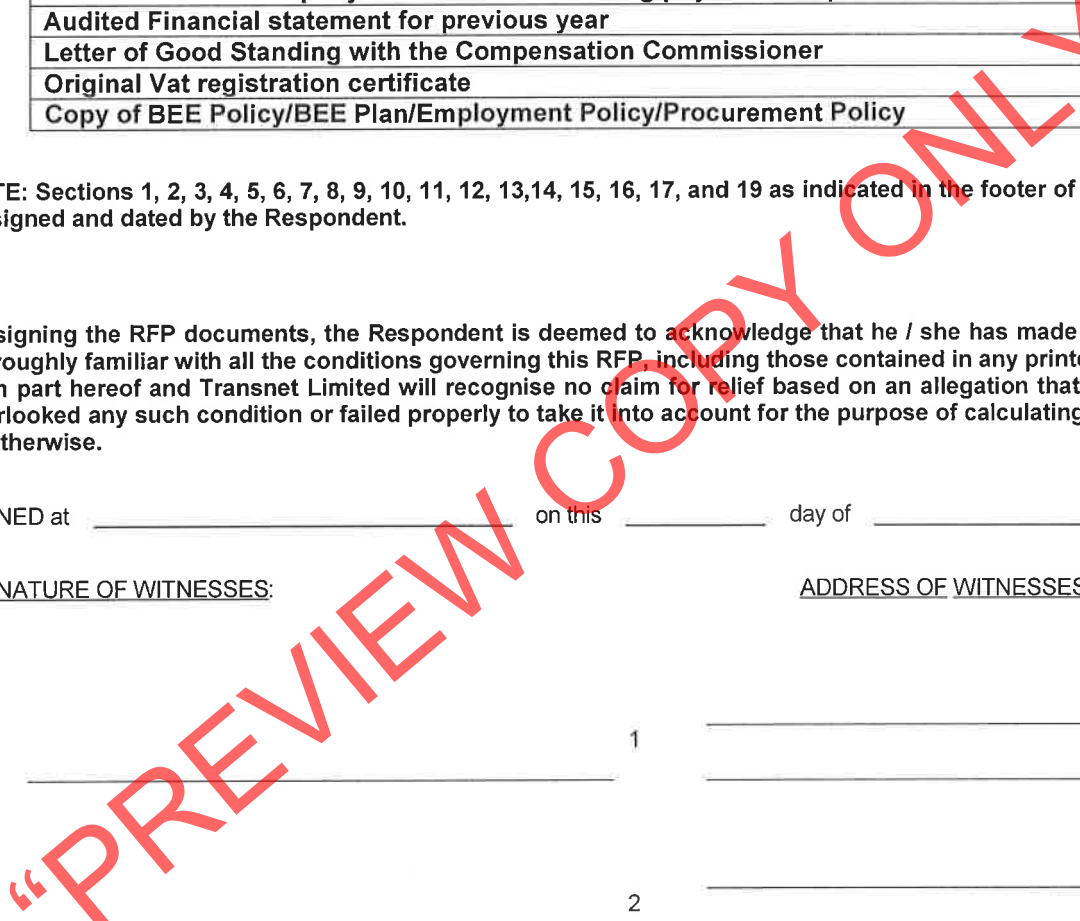 Audited Financial statement for previous year
Letter of Good Standing with the Compensation Commissioner
Original Vat registration certificate
Copy of BEE Policy/BEE Plan/Employment Policy/Procurement Policy
TE: Sections 1, 2, 3, 4, 5, 6, 7, 8, 9, 10, 11, 12, 13,14, 15, 16, 17, and 19 as indicated in the footer of
signed and dated by the Respondent.
signing the RFP documents, the Respondent is deemed to acknowledge that he / she has made
roughly familiar with all the conditions governing this RFP, including those contained in any printe
part hereof and Transnet Limited will recognise no claim for relief based on an allegation that
rlooked any such condition or failed properly to take it into account for the purpose of calculating
therwise.
NED at on this day of
NATURE OF WITNESSES: ADDRESS OF WITNESSES
1
2
"PREVIEW COPY ONLY